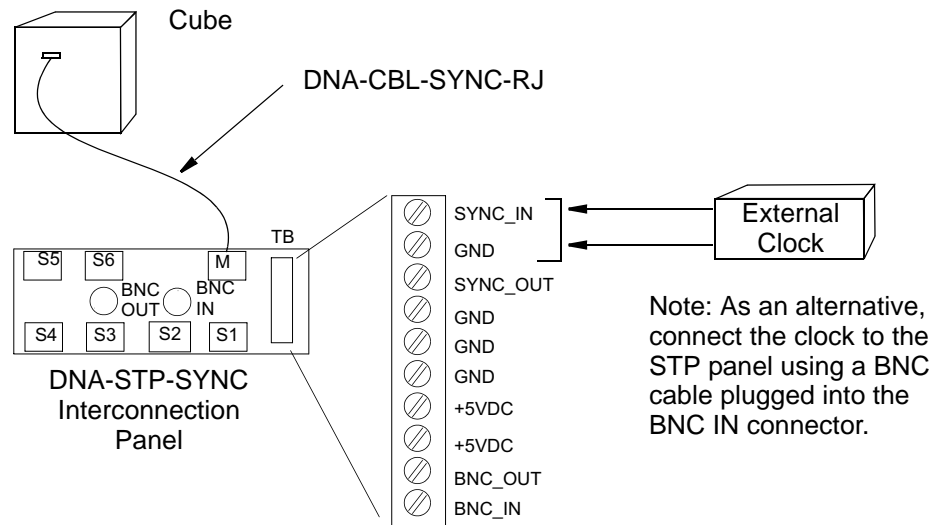 Cube
DNA-CBL-SYNC-RJ
TB
S5
S6
M
BNC
OUT
BNC
IN
S4
S3
S2
S1
DNA-STP-SYNC
Interconnection
Panel
SYNC_IN
GND
SYNC_OUT
GND
GND
GND
+5VDC
+5VDC
BNC_OUT
BNC_IN
External
Clock
Note: As an alternative,
connect the clock to the
STP panel using a BNC
cable plugged into the
BNC IN connector.